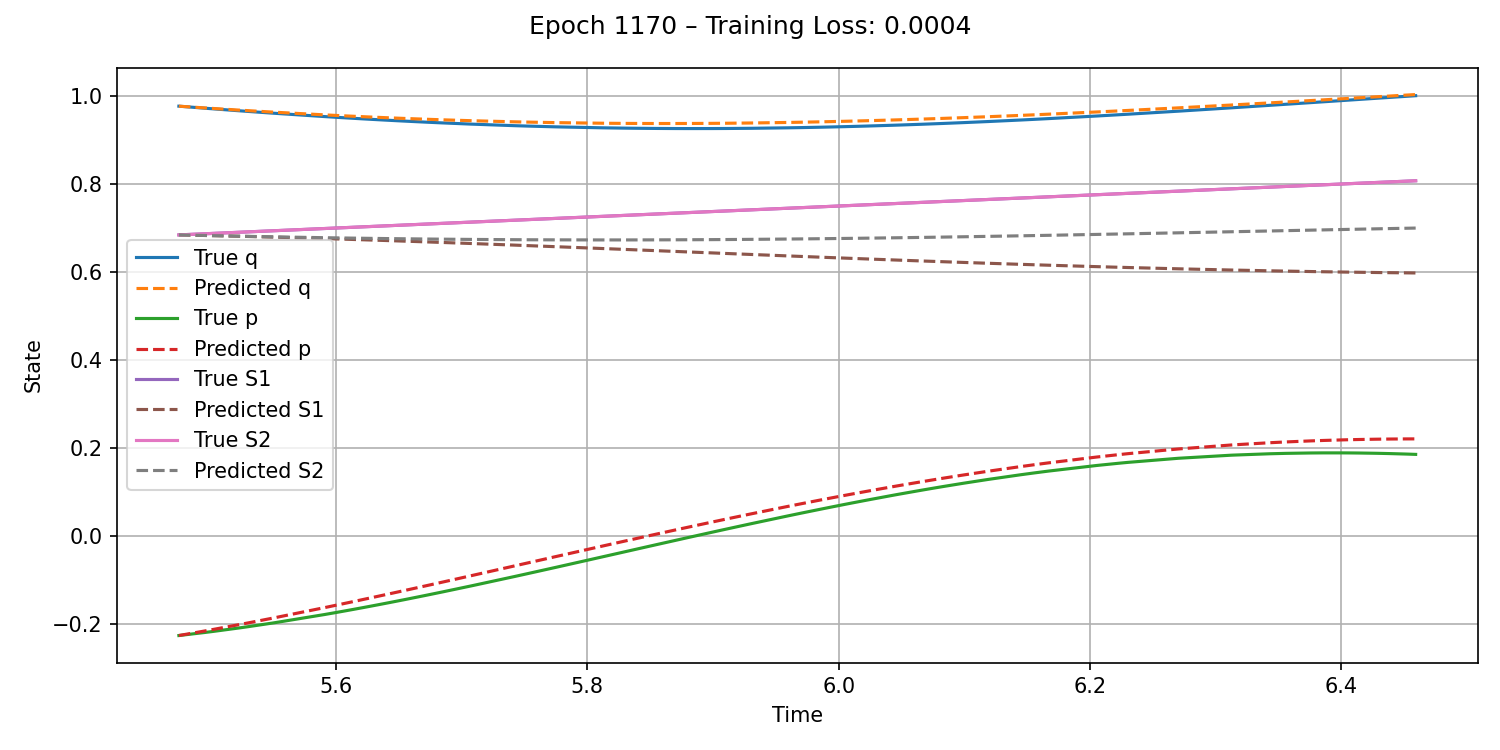 Epoch 1170 – Training Loss: 0.0004
1.0
0.8
0.6
0.4
0.2
0.0
−0.2
State
True q
Predicted q
True p
Predicted p
True S1
Predicted S1
True S2
Predicted S2
5.6 5.8 6.0 6.2 6.4
Time